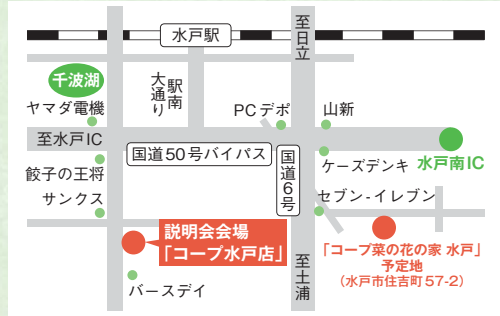 水戸駅
至日立
千波湖
駅南
大通り
ヤマダ電機
PCデポ
山新
至水戸IC
国道50号バイパス
国道6号
ケーズデンキ
水戸南IC
餃子の王将
サンクス
セブン-イレブン
説明会会場
「コープ水戸店」
「コープ菜の花の家 水戸」
予定地
(水戸市住吉町57-2)
至土浦
バースデイ